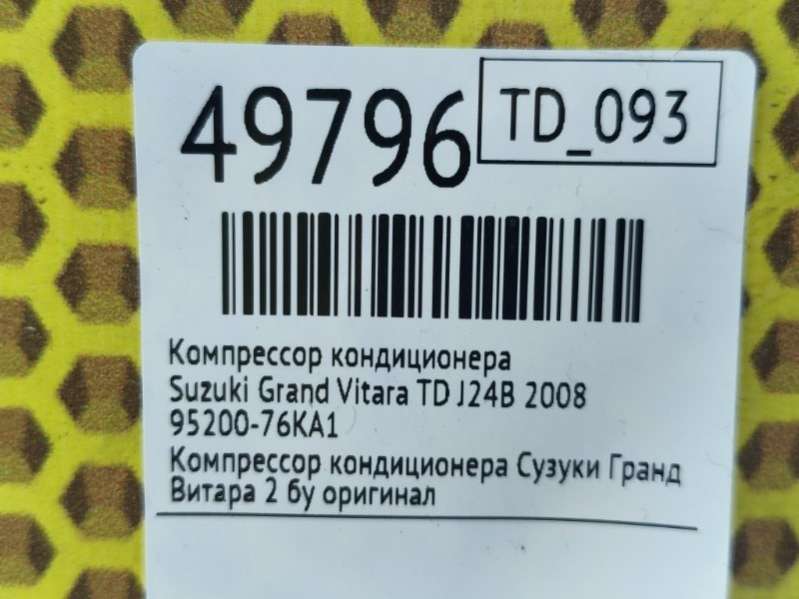 49796
TD_093
Компрессор кондиционера
Suzuki Grand Vitara TD J24B 2008
95200-76KA1
Компрессор кондиционера Сузуки Гранд
Витара 2 бу оригинал